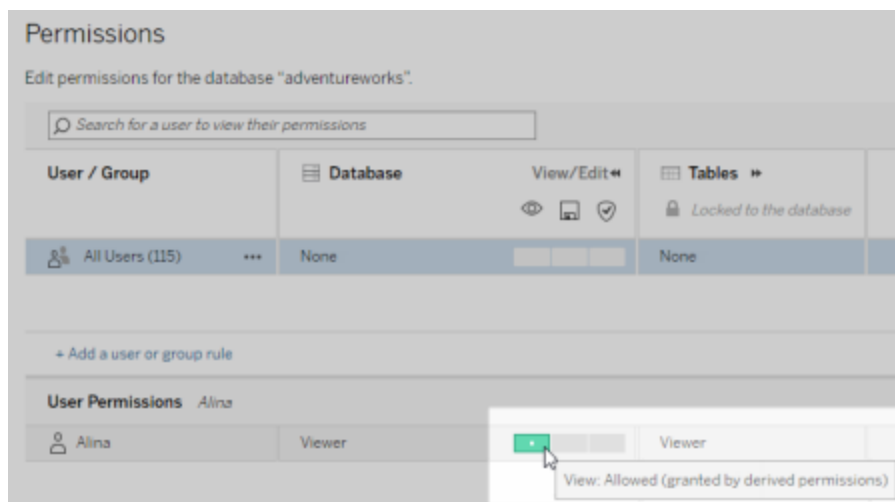 Permissions
Edit permissions for the database "adventureworks".
Search for a user to view their permissions
User / Group Database View/Edit Tables
Locked to the database
All Users (115) ••• None None
+ Add a user or group rule
User Permissions Alina
Alina Viewer Viewer
View: Allowed (granted by derived permissions)